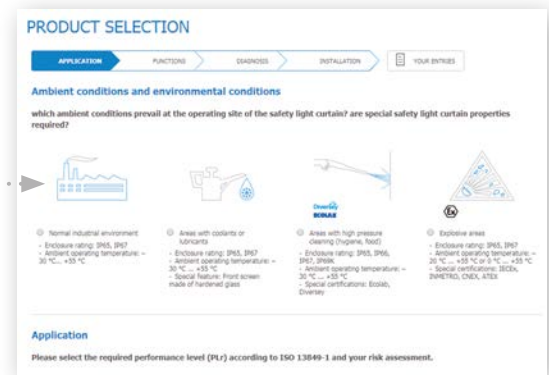 PRODUCT SELECTION
APPLICATION
FUNCTIONS
DIAGNOSIS
INSTALLATION
YOUR ENTRIES
Ambient conditions and environmental conditions
which ambient conditions prevail at the operating site of the safety light curtain? are special safety light curtain properties
required?
Normal industrial environment
- Enclosure rating: IP65, IP67
- Ambient operating temperature: –
30 °C... +55 °C
Areas with coolants or
lubricants
- Enclosure rating: IP65, IP67
- Ambient operating temperature: –
30 °C ... +55 °C
- Special feature: Front screen
made of hardened glass
Diversey
ECOLAB
Areas with high pressure
cleaning (hygiene, food)
- Enclosure rating: IP65, IP66,
IP67, IP69K
- Ambient operating temperature: –
30 °C ... +55 °C
- Special certifications: Ecolab,
Diversey
Ex
Explosive areas
- Enclosure rating: IP65, IP67
- Ambient operating temperature: –
20 °C ... +55 °C or 0 °C ... +55 °C
- Special certifications: IECEx,
INMETRO, CNEX, ATEX
Application
Please select the required performance level (PLr) according to ISO 13849-1 and your risk assessment.